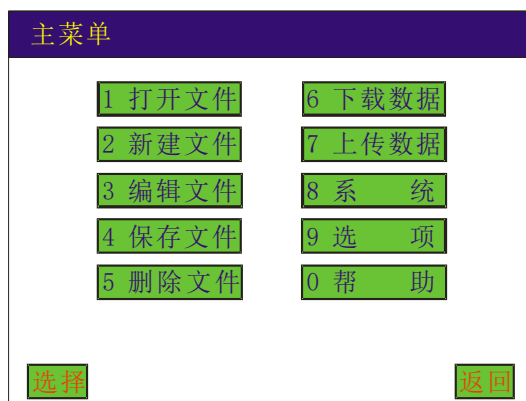 主菜单
1 打开文件
6 下载数据
2 新建文件
7 上传数据
3 编辑文件
8 系 统
4 保存文件
9 选 项
5 删除文件
0 帮 助
选择
返回